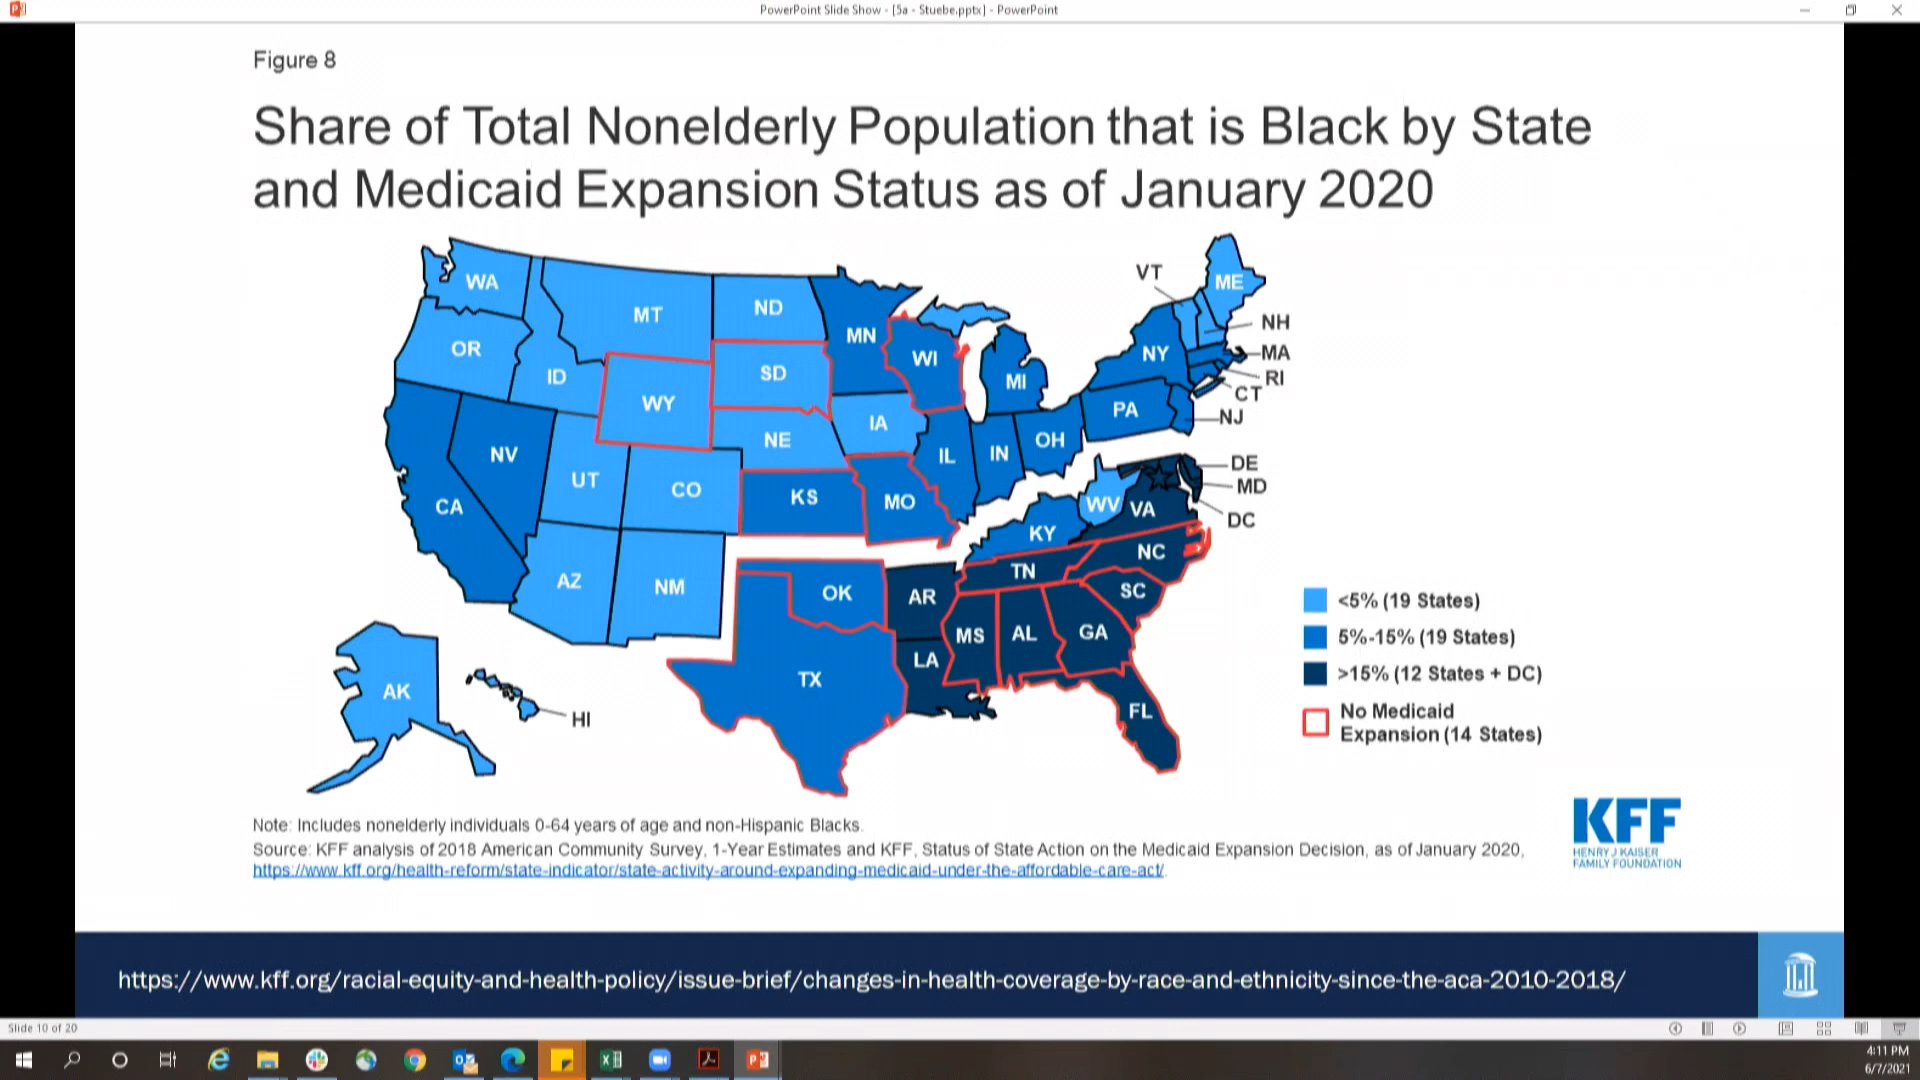 PowerPoint Slide Show - [5a - Stuebe.pptx] - PowerPoint
Figure 8
Share of Total Nonelderly Population that is Black by State
and Medicaid Expansion Status as of January 2020
WA
MT
ND
MN
VT
ME
OR
ID
WY
SD
WI
MI
NY
NH
MA
RI
CT
NJ
PA
NV
UT
CO
NE
IA
IL
IN
OH
CA
KS
MO
WV
VA
DE
MD
DC
KY
AZ
NM
OK
AR
TN
NC
SC
MS
AL
GA
TX
LA
FL
AK
HI
<5% (19 States)
5%-15% (19 States)
>15% (12 States + DC)
No Medicaid
Expansion (14 States)
Note: Includes nonelderly individuals 0-64 years of age and non-Hispanic Blacks.
Source: KFF analysis of 2018 American Community Survey, 1-Year Estimates and KFF, Status of State Action on the Medicaid Expansion Decision, as of January 2020,
https://www.kff.org/health-reform/state-indicator/state-activity-around-expanding-medicaid-under-the-affordable-care-act/.
KFF
HENRY J KAISER
FAMILY FOUNDATION
https://www.kff.org/racial-equity-and-health-policy/issue-brief/changes-in-health-coverage-by-race-and-ethnicity-since-the-aca-2010-2018/
Slide 10 of 20
4:11 PM
6/7/2021